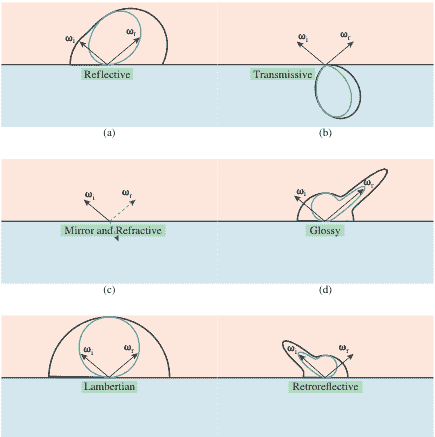 ωi ωr
Reflective
(a)
ωi ωr
Transmissive
(b)
ωi ωr
Mirror and Refractive
(c)
ωi ωr
Glossy
(d)
ωi ωr
Lambertian
ωi ωr
Retroreflective